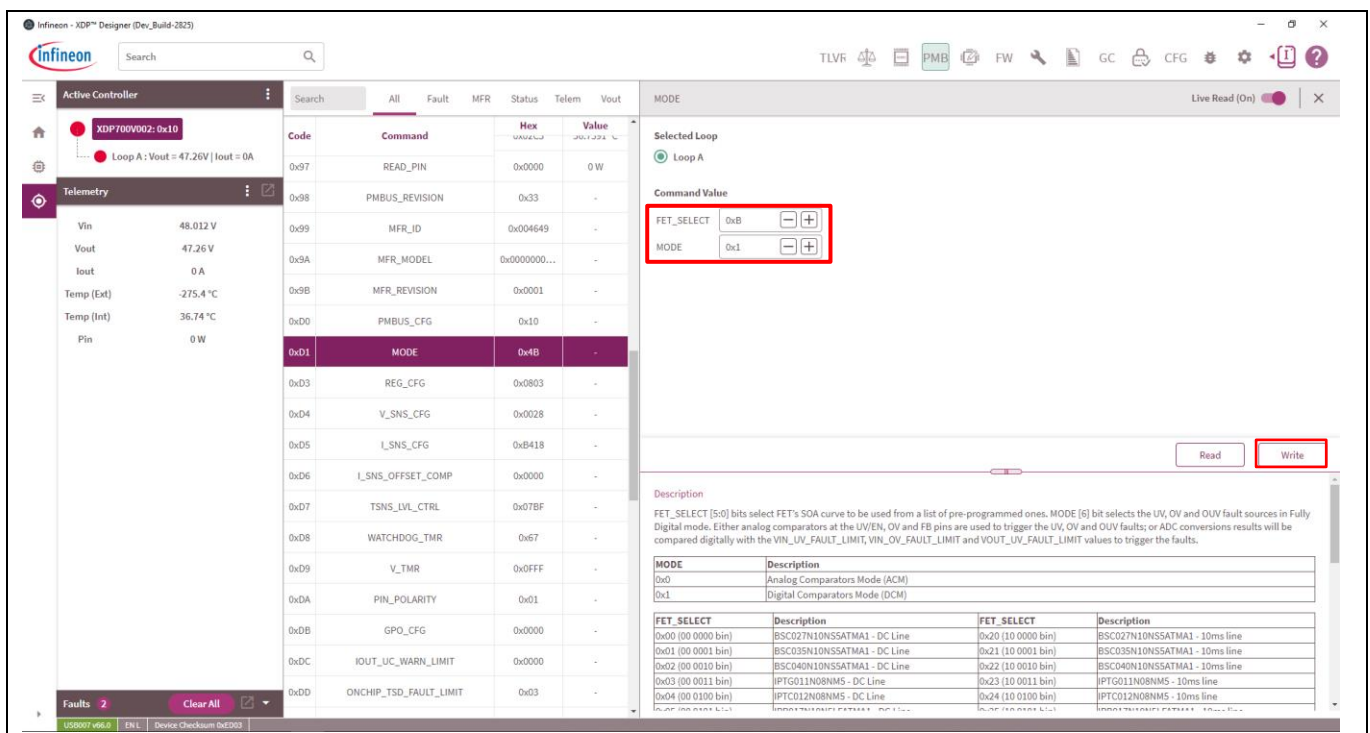 Infineon - XDP™ Designer (Dev_Build-2825)
infineon
Search
TLVR PMB FW GC CFG
Active Controller
XDP700V002: 0x10
Loop A : Vout = 47.26V | Iout = 0A
Telemetry
Vin 48.012 V
Vout 47.26 V
Iout 0 A
Temp (Ext) -275.4 °C
Temp (Int) 36.74 °C
Pin 0 W
Faults 2 Clear All
USB007 v66.0 EN L Device Checksum 0xED03
Search All Fault MFR Status Telem Vout
Code Command Hex Value
0x97 READ_PIN 0x0000 0 W
0x98 PMBUS_REVISION 0x33 -
0x99 MFR_ID 0x004649 -
0x9A MFR_MODEL 0x0000000... -
0x9B MFR_REVISION 0x0001 -
0xD0 PMBUS_CFG 0x10 -
0xD1 MODE 0x4B -
0xD3 REG_CFG 0x0803 -
0xD4 V_SNS_CFG 0x0028 -
0xD5 I_SNS_CFG 0xB418 -
0xD6 I_SNS_OFFSET_COMP 0x0000 -
0xD7 TSNS_LVL_CTRL 0x07BF -
0xD8 WATCHDOG_TMR 0x67 -
0xD9 V_TMR 0x0FFF -
0xDA PIN_POLARITY 0x01 -
0xDB GPO_CFG 0x0000 -
0xDC IOUT_UC_WARN_LIMIT 0x0000 -
0xDD ONCHIP_TSD_FAULT_LIMIT 0x03 -
MODE Live Read (On)
Selected Loop
Loop A
Command Value
FET_SELECT 0xB
MODE 0x1
Read Write
Description
FET_SELECT [5:0] bits select FET's SOA curve to be used from a list of pre-programmed ones. MODE [6] bit selects the UV, OV and OUV fault sources in Fully
Digital mode. Either analog comparators at the UV/EN, OV and FB pins are used to trigger the UV, OV and OUV faults; or ADC conversions results will be
compared digitally with the VIN_UV_FAULT_LIMIT, VIN_OV_FAULT_LIMIT and VOUT_UV_FAULT_LIMIT values to trigger the faults.
MODE Description
0x0 Analog Comparators Mode (ACM)
0x1 Digital Comparators Mode (DCM)
FET_SELECT Description FET_SELECT Description
0x00 (00 0000 bin) BSC027N10NS5ATMA1 - DC Line 0x20 (10 0000 bin) BSC027N10NS5ATMA1 - 10ms line
0x01 (00 0001 bin) BSC035N10NS5ATMA1 - DC Line 0x21 (10 0001 bin) BSC035N10NS5ATMA1 - 10ms line
0x02 (00 0010 bin) BSC040N10NS5ATMA1 - DC Line 0x22 (10 0010 bin) BSC040N10NS5ATMA1 - 10ms line
0x03 (00 0011 bin) IPTG011N08NM5 - DC Line 0x23 (10 0011 bin) IPTG011N08NM5 - 10ms line
0x04 (00 0100 bin) IPTC012N08NM5 - DC Line 0x24 (10 0100 bin) IPTC012N08NM5 - 10ms line